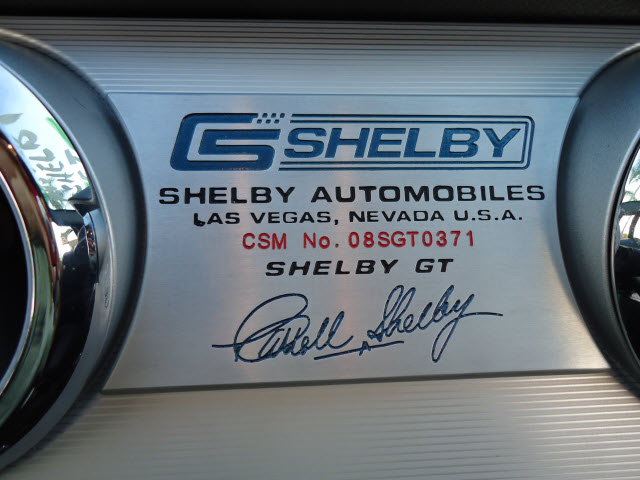 CS SHELBY
SHELBY AUTOMOBILES
LAS VEGAS, NEVADA U.S.A.
CSM No. 08SGT0371
SHELBY GT
Carroll Shelby